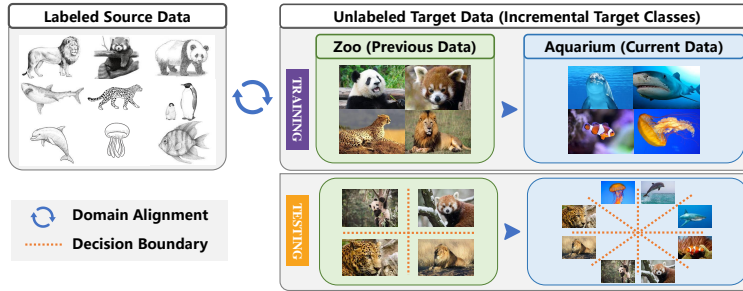 Labeled Source Data
Unlabeled Target Data (Incremental Target Classes)
Zoo (Previous Data)
Aquarium (Current Data)
TRAINING
TESTING
Domain Alignment
Decision Boundary